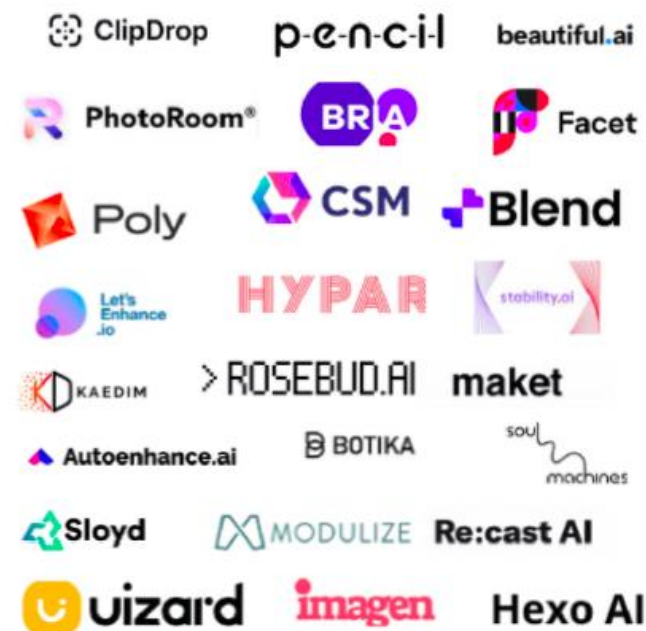 ClipDrop
p-e-n-c-i-l
beautiful.ai
PhotoRoom®
BRIA
Facet
Poly
CSM
Blend
Let's
Enhance
.io
HYPAR
stability.ai
KAEDIM
>ROSEBUD.AI
maket
Autoenhance.ai
BOTIKA
soul
machines
Sloyd
MODULIZE
Re:cast AI
uizard
imagen
Hexo AI